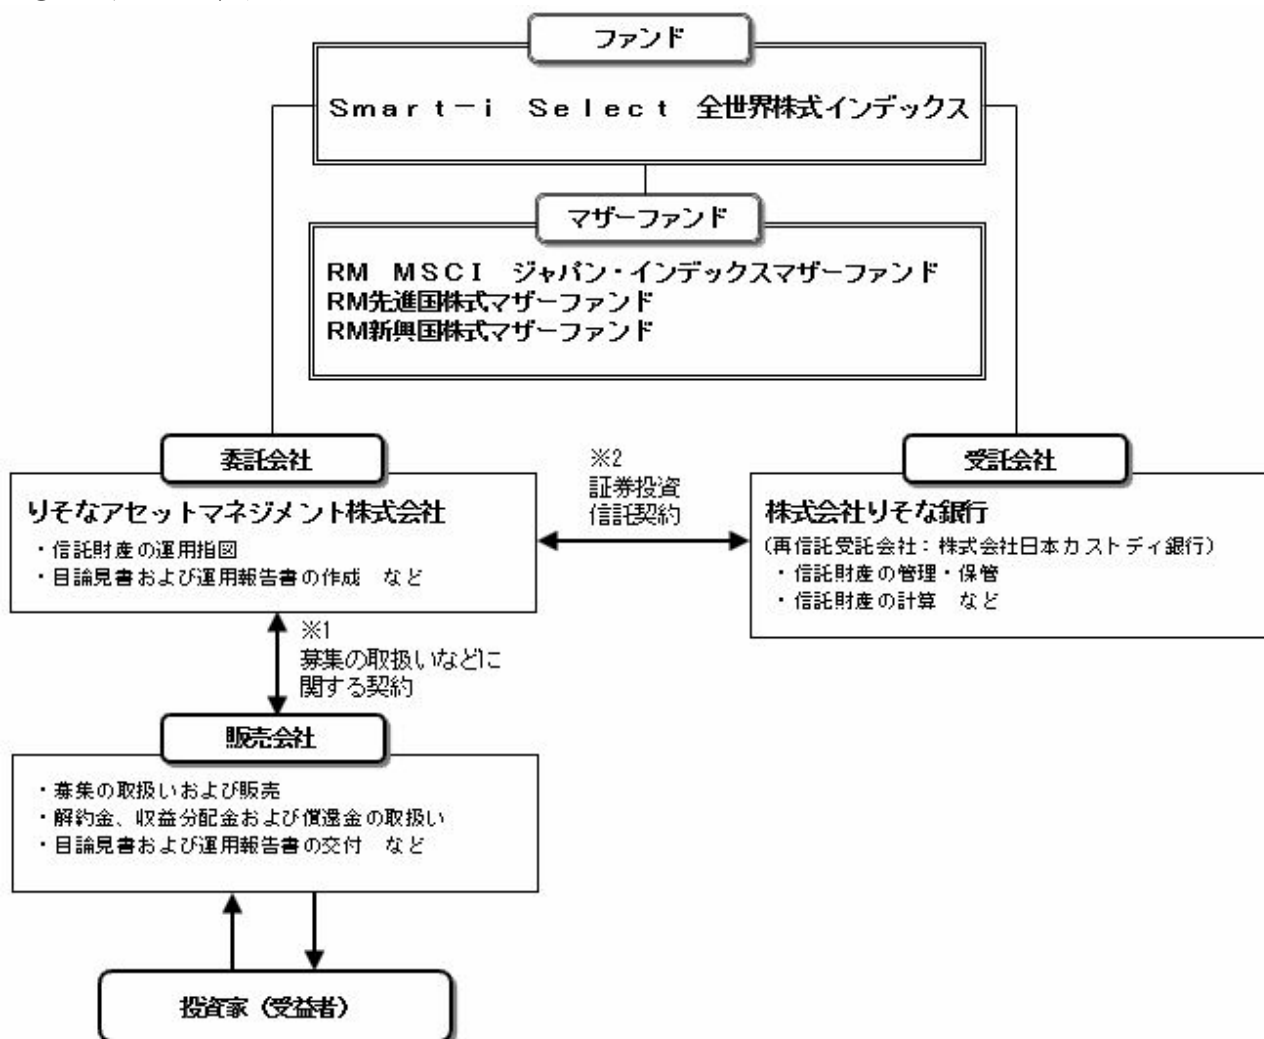 ファンド
Ｓｍａｒｔ－ｉ　Ｓｅｌｅｃｔ　全世界株式インデックス
マザーファンド
ＲＭ　ＭＳＣＩ　ジャパン・インデックスマザーファンド
ＲＭ先進国株式マザーファンド
ＲＭ新興国株式マザーファンド
委託会社
りそなアセットマネジメント株式会社
・信託財産の運用指図
・目論見書および運用報告書の作成　など
※2
証券投資
信託契約
受託会社
株式会社りそな銀行
（再信託受託会社：株式会社日本カストディ銀行）
・信託財産の管理・保管
・信託財産の計算　など
※1
募集の取扱いなどに
関する契約
販売会社
・募集の取扱いおよび販売
・解約金、収益分配金および償還金の取扱い
・目論見書および運用報告書の交付　など
投資家（受益者）